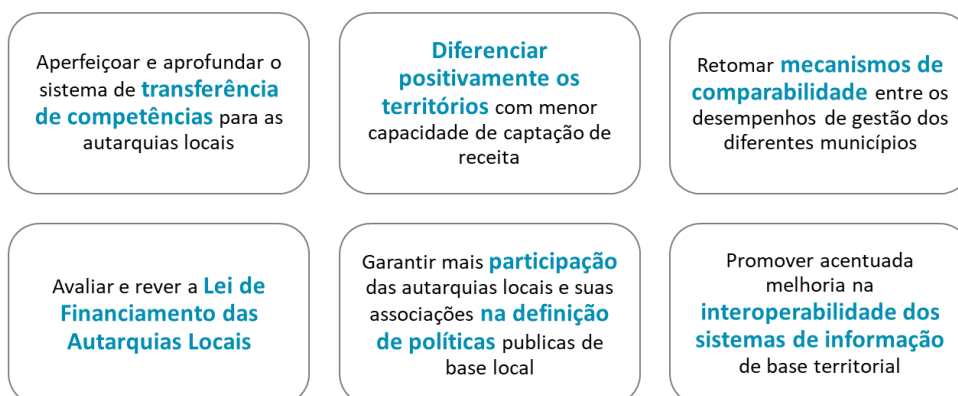 Aperfeiçoar e aprofundar o
sistema de transferência
de competências para as
autarquias locais
Diferenciar
positivamente os
territórios com menor
capacidade de captação de
receita
Retomar mecanismos de
comparabilidade entre os
desempenhos de gestão dos
diferentes municípios
Avaliar e rever a Lei de
Financiamento das
Autarquias Locais
Garantir mais participação
das autarquias locais e suas
associações na definição
de políticas publicas de
base local
Promover acentuada
melhoria na
interoperabilidade dos
sistemas de informação
de base territorial